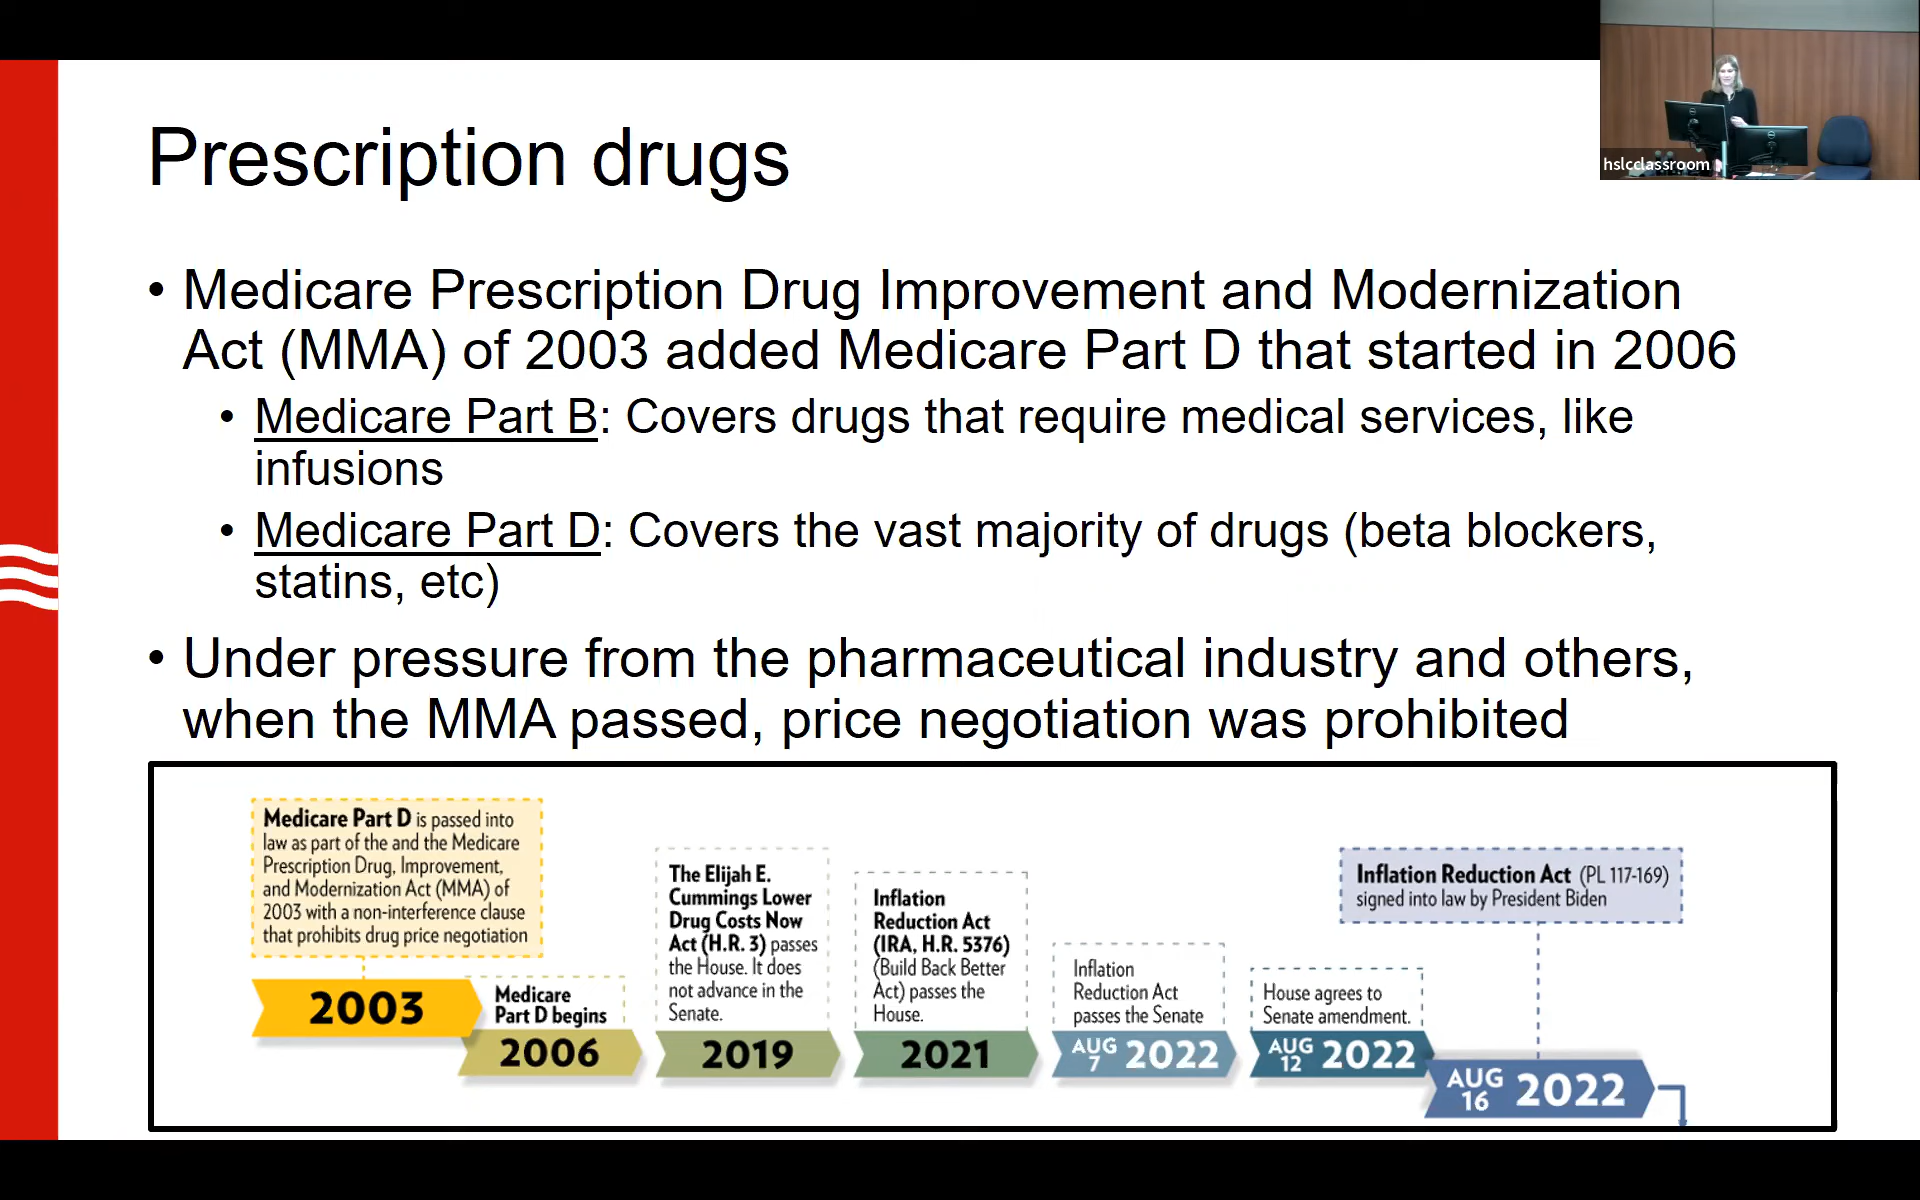 hslcclassroom
Prescription drugs
• Medicare Prescription Drug Improvement and Modernization
Act (MMA) of 2003 added Medicare Part D that started in 2006
• Medicare Part B: Covers drugs that require medical services, like
infusions
• Medicare Part D: Covers the vast majority of drugs (beta blockers,
statins, etc)
• Under pressure from the pharmaceutical industry and others,
when the MMA passed, price negotiation was prohibited
Medicare Part D is passed into
law as part of the and the Medicare
Prescription Drug, Improvement,
and Modernization Act (MMA) of
2003 with a non-interference clause
that prohibits drug price negotiation
2003
Medicare
Part D begins
2006
The Elijah E.
Cummings Lower
Drug Costs Now
Act (H.R. 3) passes
the House. It does
not advance in the
Senate.
2019
Inflation
Reduction Act
(IRA, H.R. 5376)
(Build Back Better
Act) passes the
House.
2021
Inflation
Reduction Act
passes the Senate
AUG 7 2022
House agrees to
Senate amendment.
AUG 12 2022
Inflation Reduction Act (PL 117-169)
signed into law by President Biden
AUG 16 2022